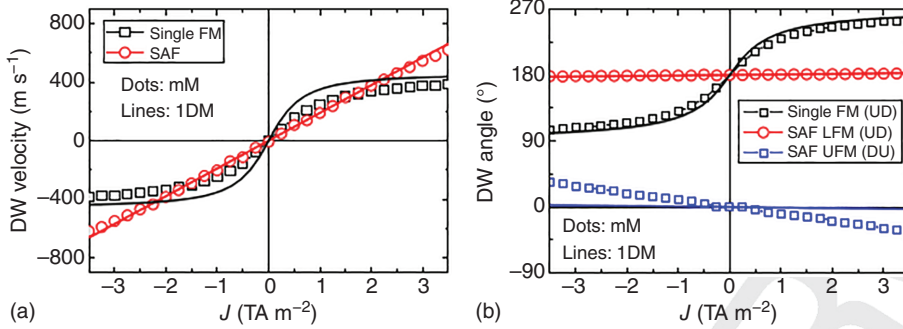 800
400
0
−400
−800
DW velocity (m s⁻¹)
Single FM
SAF
Dots: mM
Lines: 1DM
−3 −2 −1 0 1 2 3
J (TA m⁻²)
(a)
270
180
90
0
−90
DW angle (°)
Single FM (UD)
SAF LFM (UD)
SAF UFM (DU)
Dots: mM
Lines: 1DM
−3 −2 −1 0 1 2 3
J (TA m⁻²)
(b)